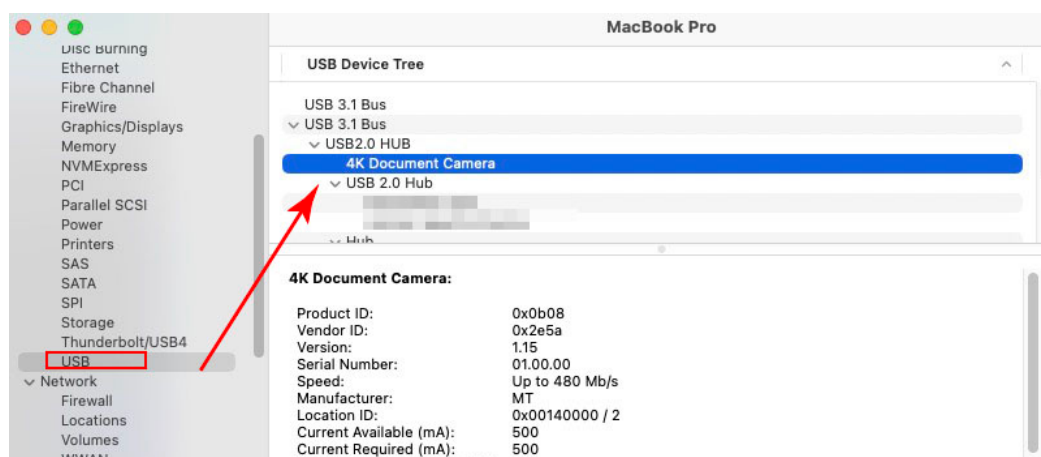 MacBook Pro
Disc Burning
Ethernet
Fibre Channel
FireWire
Graphics/Displays
Memory
NVMExpress
PCI
Parallel SCSI
Power
Printers
SAS
SATA
SPI
Storage
Thunderbolt/USB4
USB
Network
Firewall
Locations
Volumes
WWAN
USB Device Tree
USB 3.1 Bus
USB 3.1 Bus
USB2.0 HUB
4K Document Camera
USB 2.0 Hub
Hub
4K Document Camera:
Product ID: 0x0b08
Vendor ID: 0x2e5a
Version: 1.15
Serial Number: 01.00.00
Speed: Up to 480 Mb/s
Manufacturer: MT
Location ID: 0x00140000 / 2
Current Available (mA): 500
Current Required (mA): 500